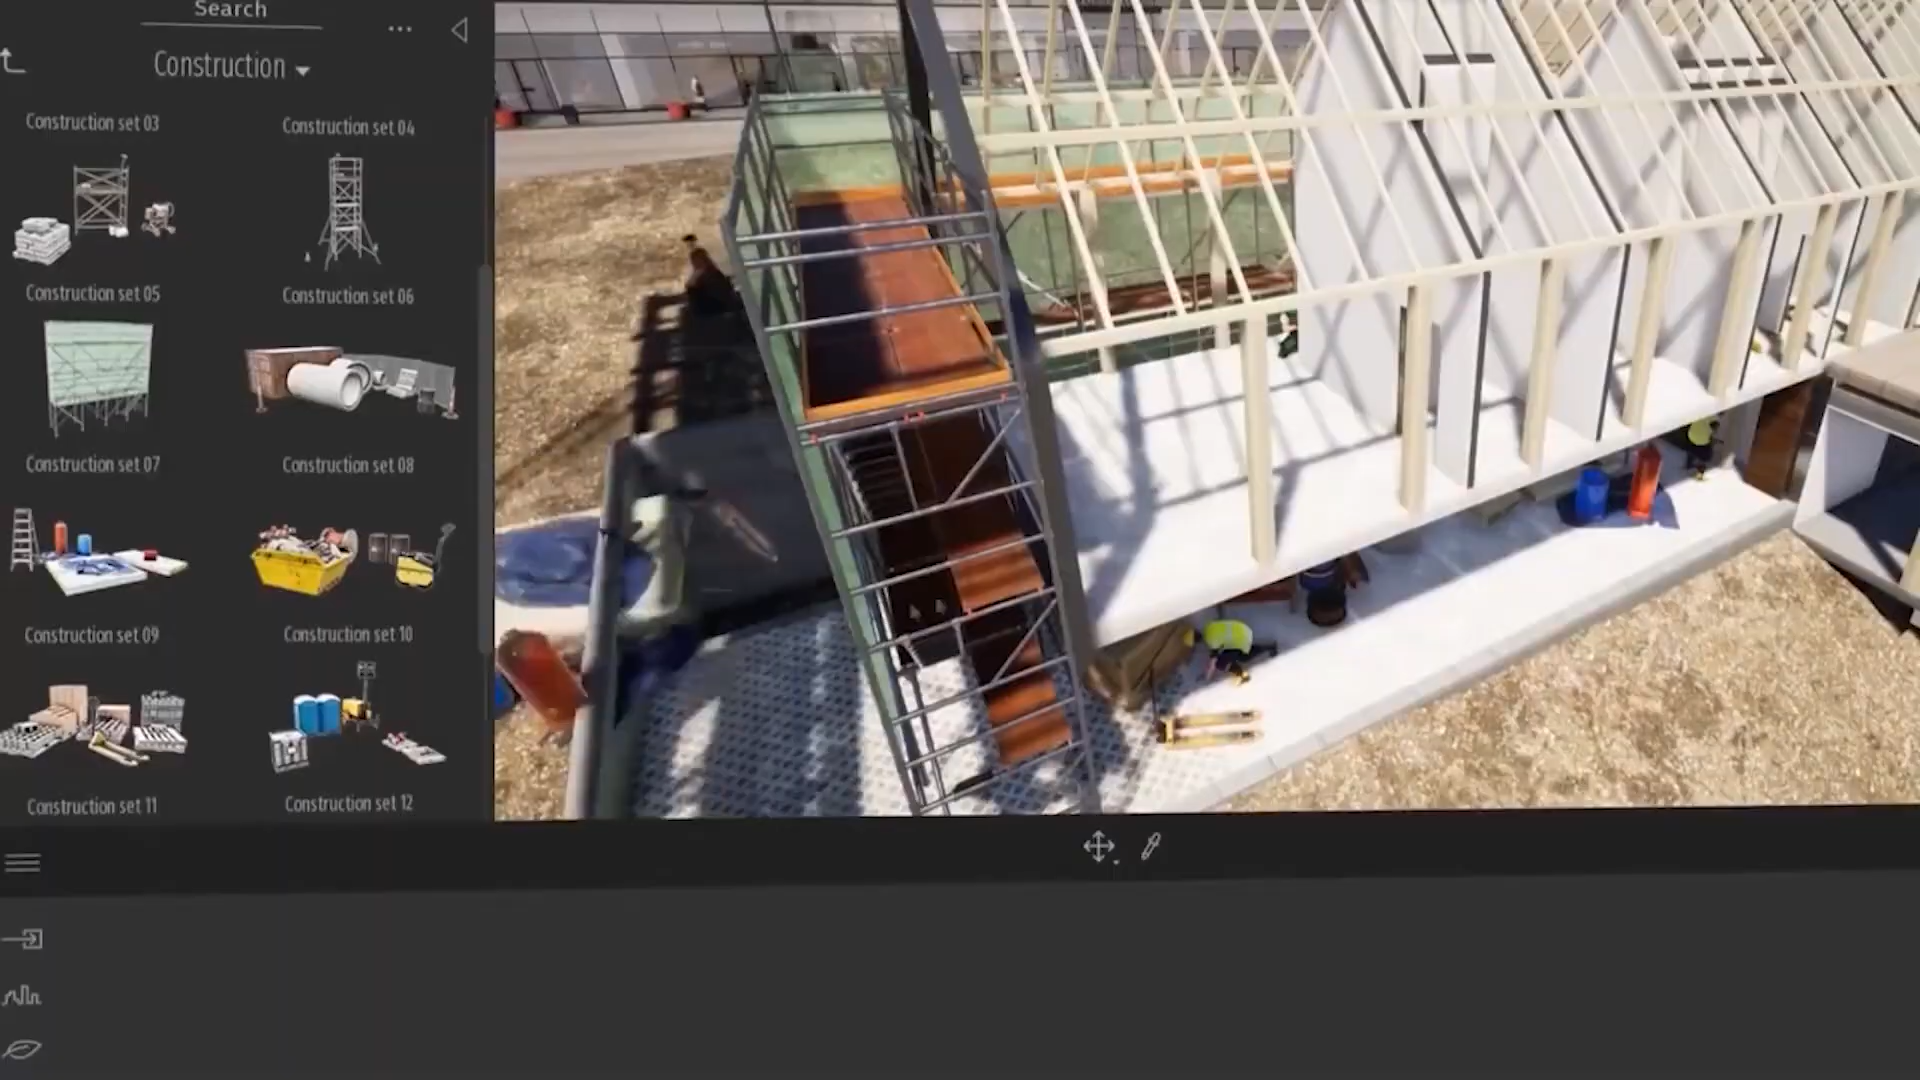 Search
Construction
Construction set 03
Construction set 04
Construction set 05
Construction set 06
Construction set 07
Construction set 08
Construction set 09
Construction set 10
Construction set 11
Construction set 12